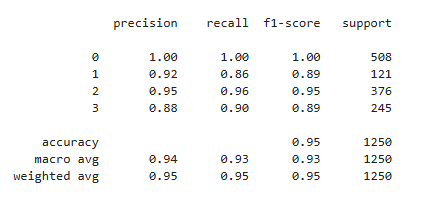 precision recall f1-score support
0 1.00 1.00 1.00 508
1 0.92 0.86 0.89 121
2 0.95 0.96 0.95 376
3 0.88 0.90 0.89 245
accuracy 0.95 1250
macro avg 0.94 0.93 0.93 1250
weighted avg 0.95 0.95 0.95 1250